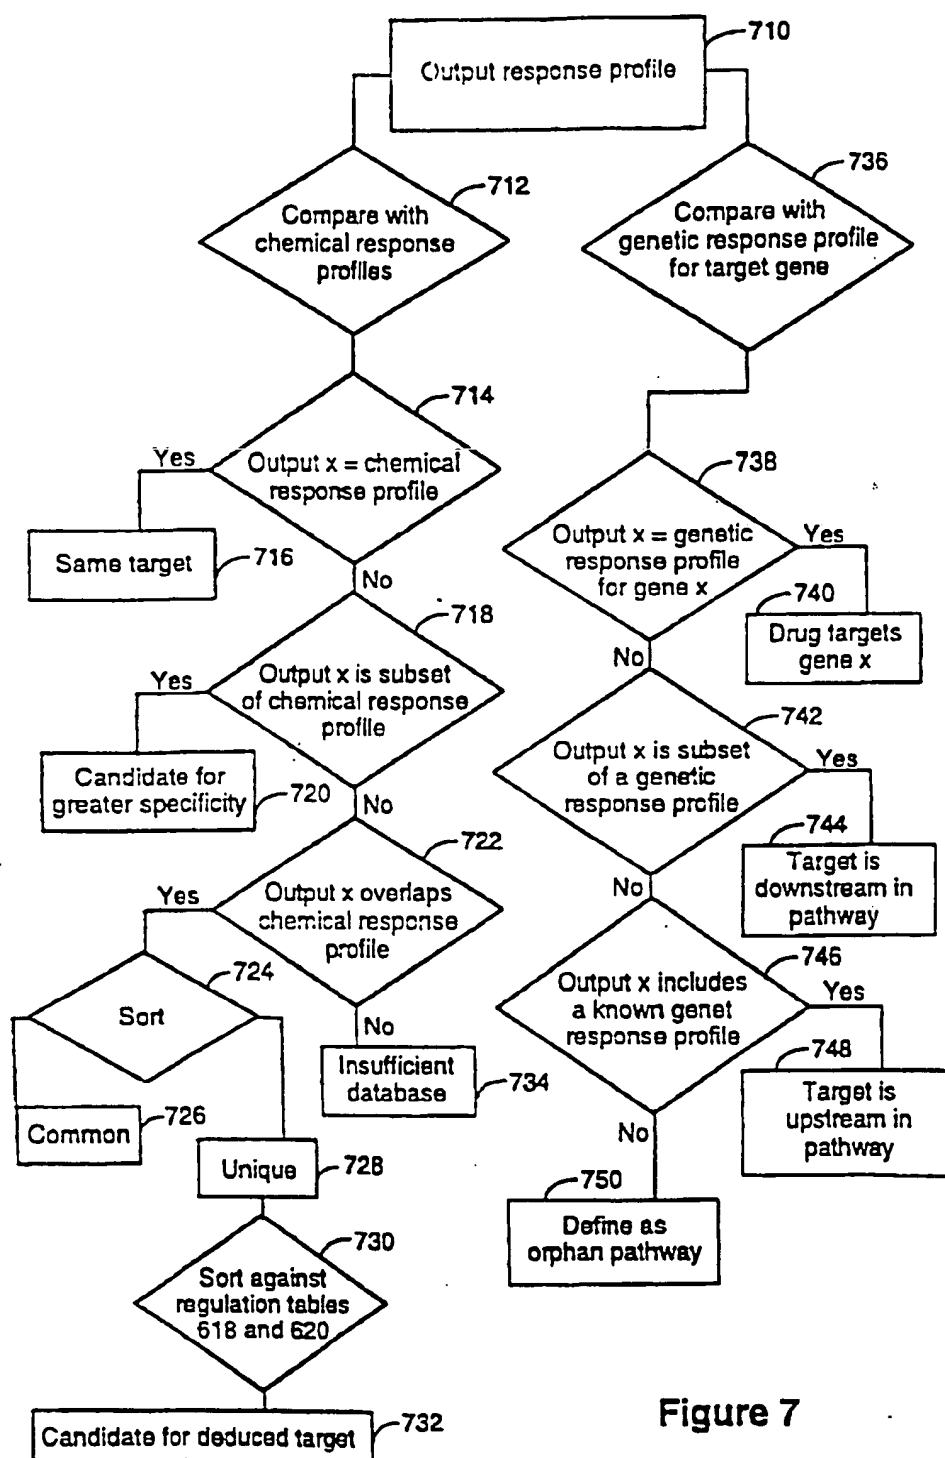 710
Output response profile
712
Compare with
chemical response
profiles
736
Compare with
genetic response profile
for target gene
714
Output x = chemical
response profile
Yes
Same target
716
No
738
Output x = genetic
response profile
for gene x
Yes
740
Drug targets
gene x
No
718
Output x is subset
of chemical response
profile
Yes
Candidate for
greater specificity
720
No
742
Output x is subset
of a genetic
response profile
Yes
744
Target is
downstream in
pathway
No
722
Output x overlaps
chemical response
profile
Yes
724
Sort
No
Insufficient
database
734
746
Output x includes
a known genet
response profile
Yes
748
Target is
upstream in
pathway
No
750
Define as
orphan pathway
Common
726
Unique
728
730
Sort against
regulation tables
618 and 620
Candidate for deduced target
732
Figure 7